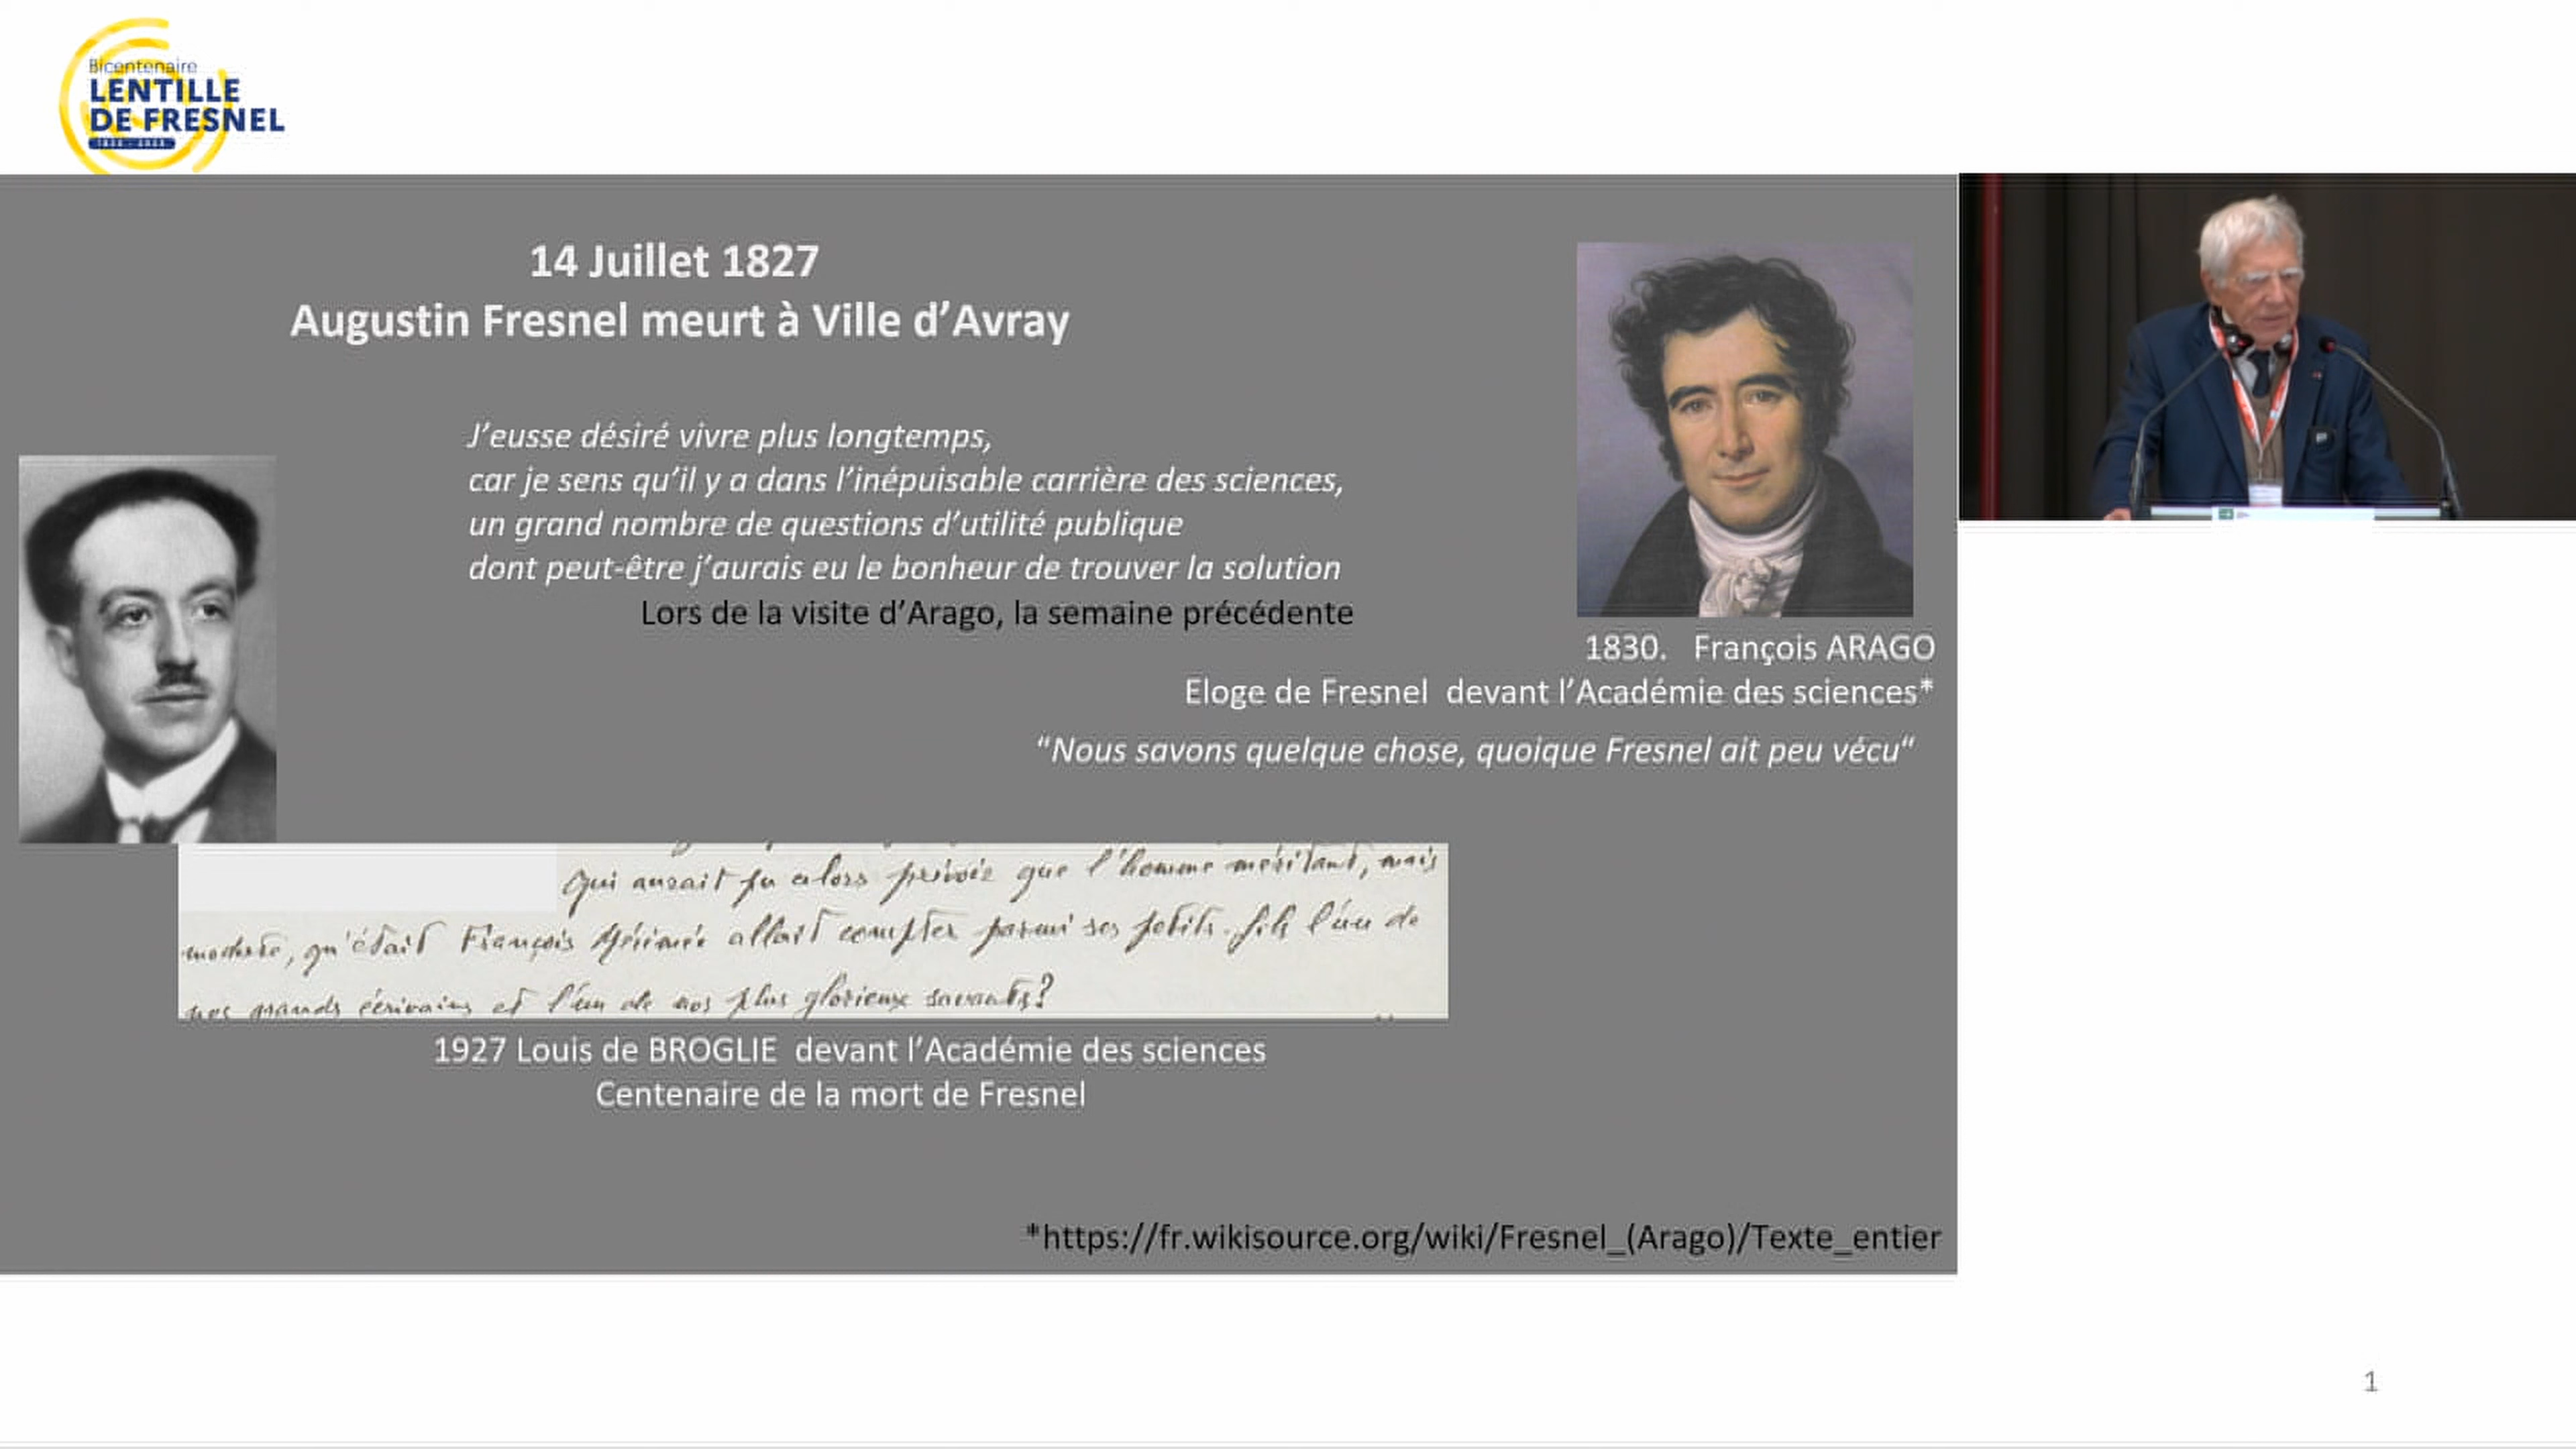 Bicentenaire
LENTILLE
DE FRESNEL
14 Juillet 1827
Augustin Fresnel meurt à Ville d’Avray
J’eusse désiré vivre plus longtemps,
car je sens qu’il y a dans l’inépuisable carrière des sciences,
un grand nombre de questions d’utilité publique
dont peut-être j’aurais eu le bonheur de trouver la solution
Lors de la visite d’Arago, la semaine précédente
1830. François ARAGO
Eloge de Fresnel devant l’Académie des sciences*
“Nous savons quelque chose, quoique Fresnel ait peu vécu“
Qui aurait pu alors prévoir que l'homme méritant, mais
modeste, qu'était François Mérimée allait compter parmi ses petits-fils l'un de
nos grands écrivains et l'un de nos plus glorieux savants?
1927 Louis de BROGLIE devant l’Académie des sciences
Centenaire de la mort de Fresnel
*https://fr.wikisource.org/wiki/Fresnel_(Arago)/Texte_entier
1